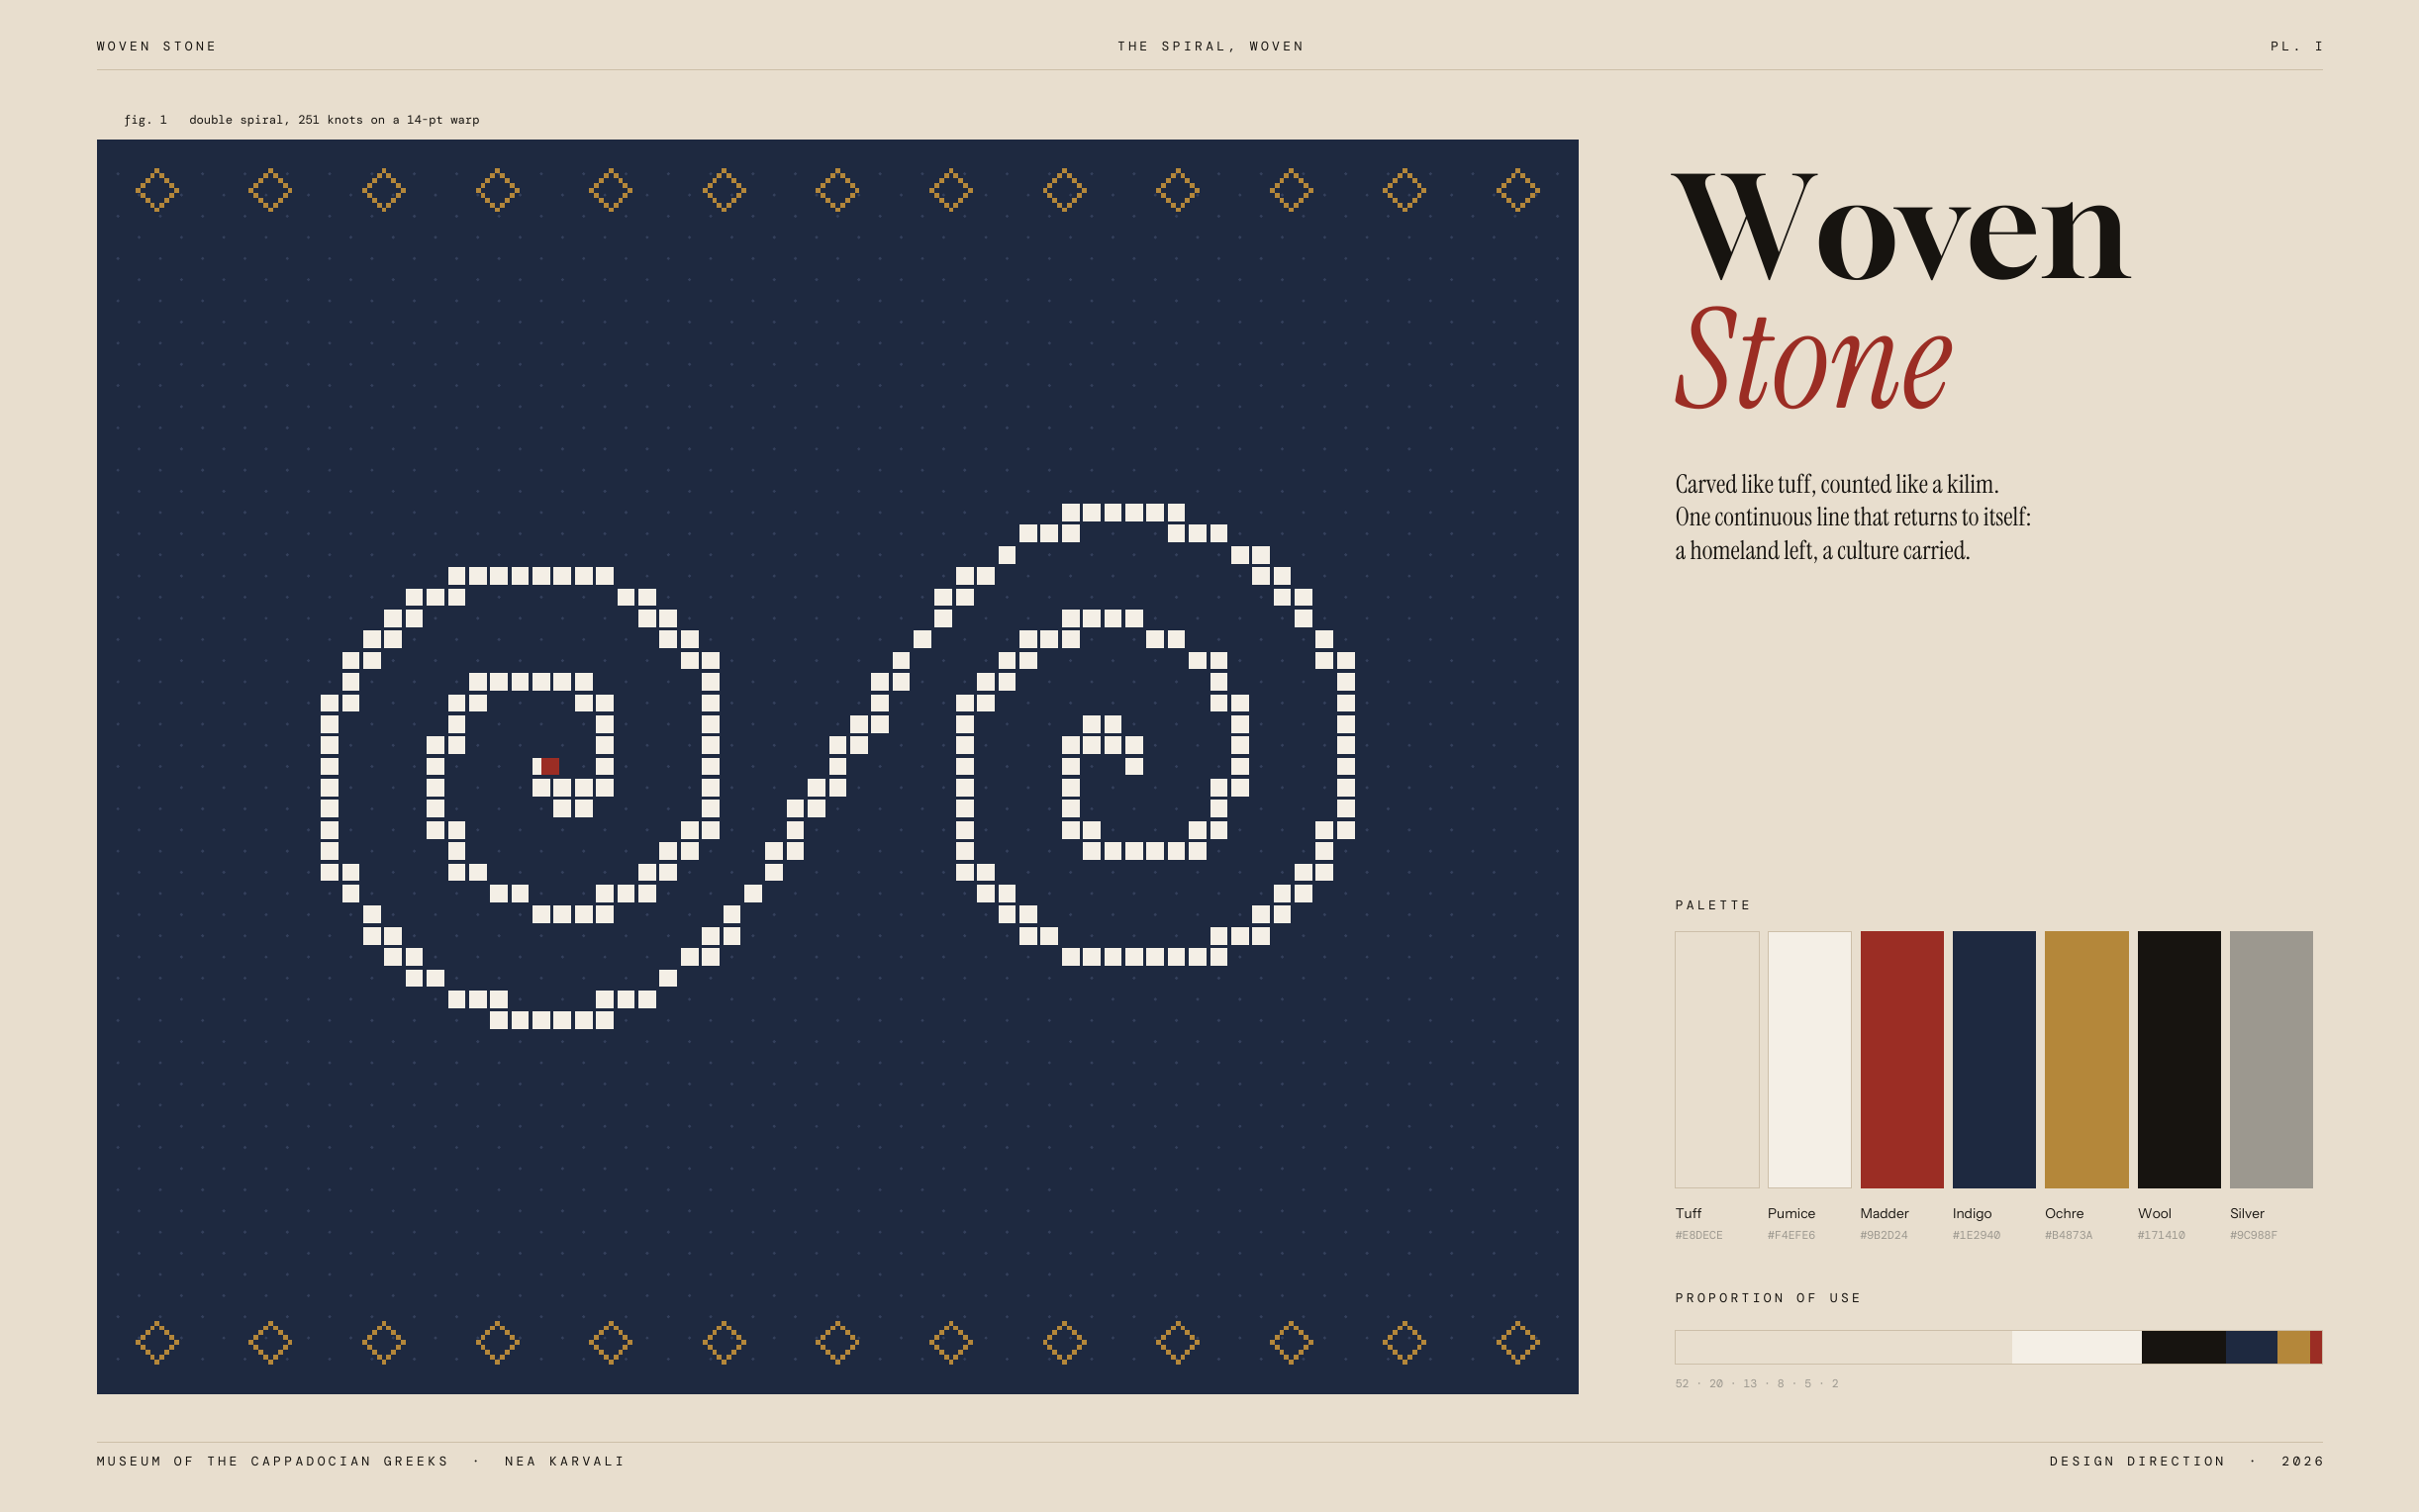 WOVEN STONE
THE SPIRAL, WOVEN
PL. I
fig. 1 double spiral, 251 knots on a 14-pt warp
Woven
Stone
Carved like tuff, counted like a kilim.
One continuous line that returns to itself:
a homeland left, a culture carried.
PALETTE
Tuff Pumice Madder Indigo Ochre Wool Silver
#E8DECE #F4EFE6 #9B2D24 #1E2940 #B4873A #171410 #9C988F
PROPORTION OF USE
52 · 20 · 13 · 8 · 5 · 2
MUSEUM OF THE CAPPADOCIAN GREEKS · NEA KARVALI
DESIGN DIRECTION · 2026